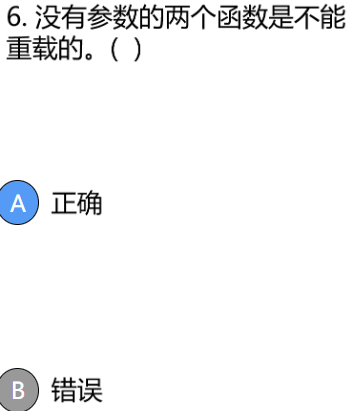 6. 没有参数的两个函数是不能
重载的。( )
A 正确
B 错误